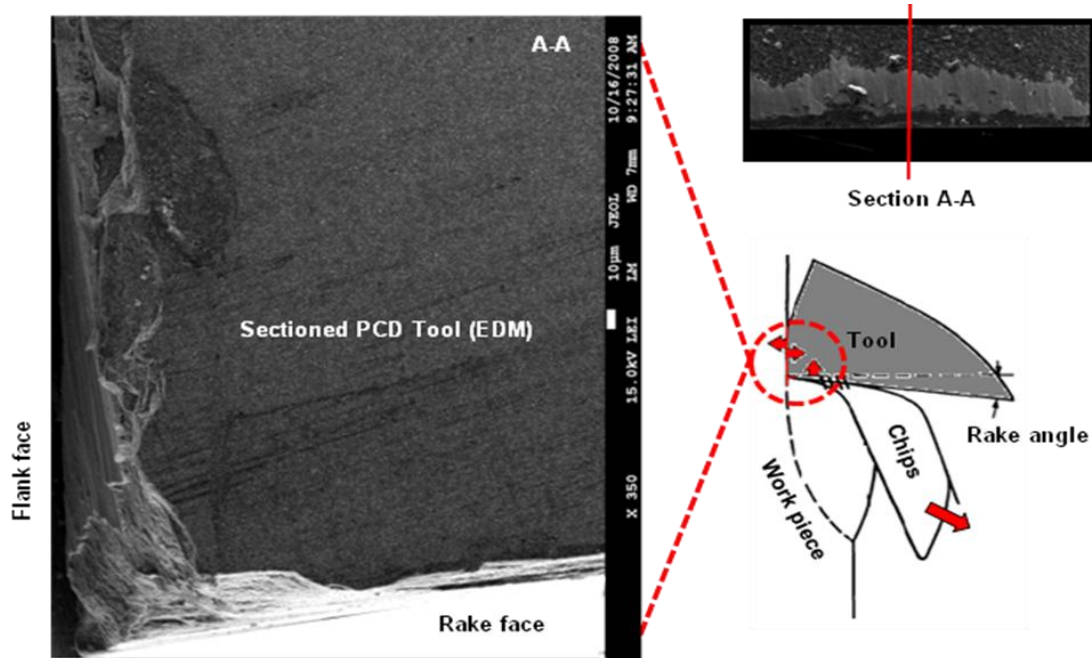 A-A
Sectioned PCD Tool (EDM)
Rake face
Flank face
X 350 15.0kV LEI LM WD 7mm 9:27:31 AM
10µm JEOL 10/16/2008
Section A-A
Tool
Rake angle
Chips
Work piece